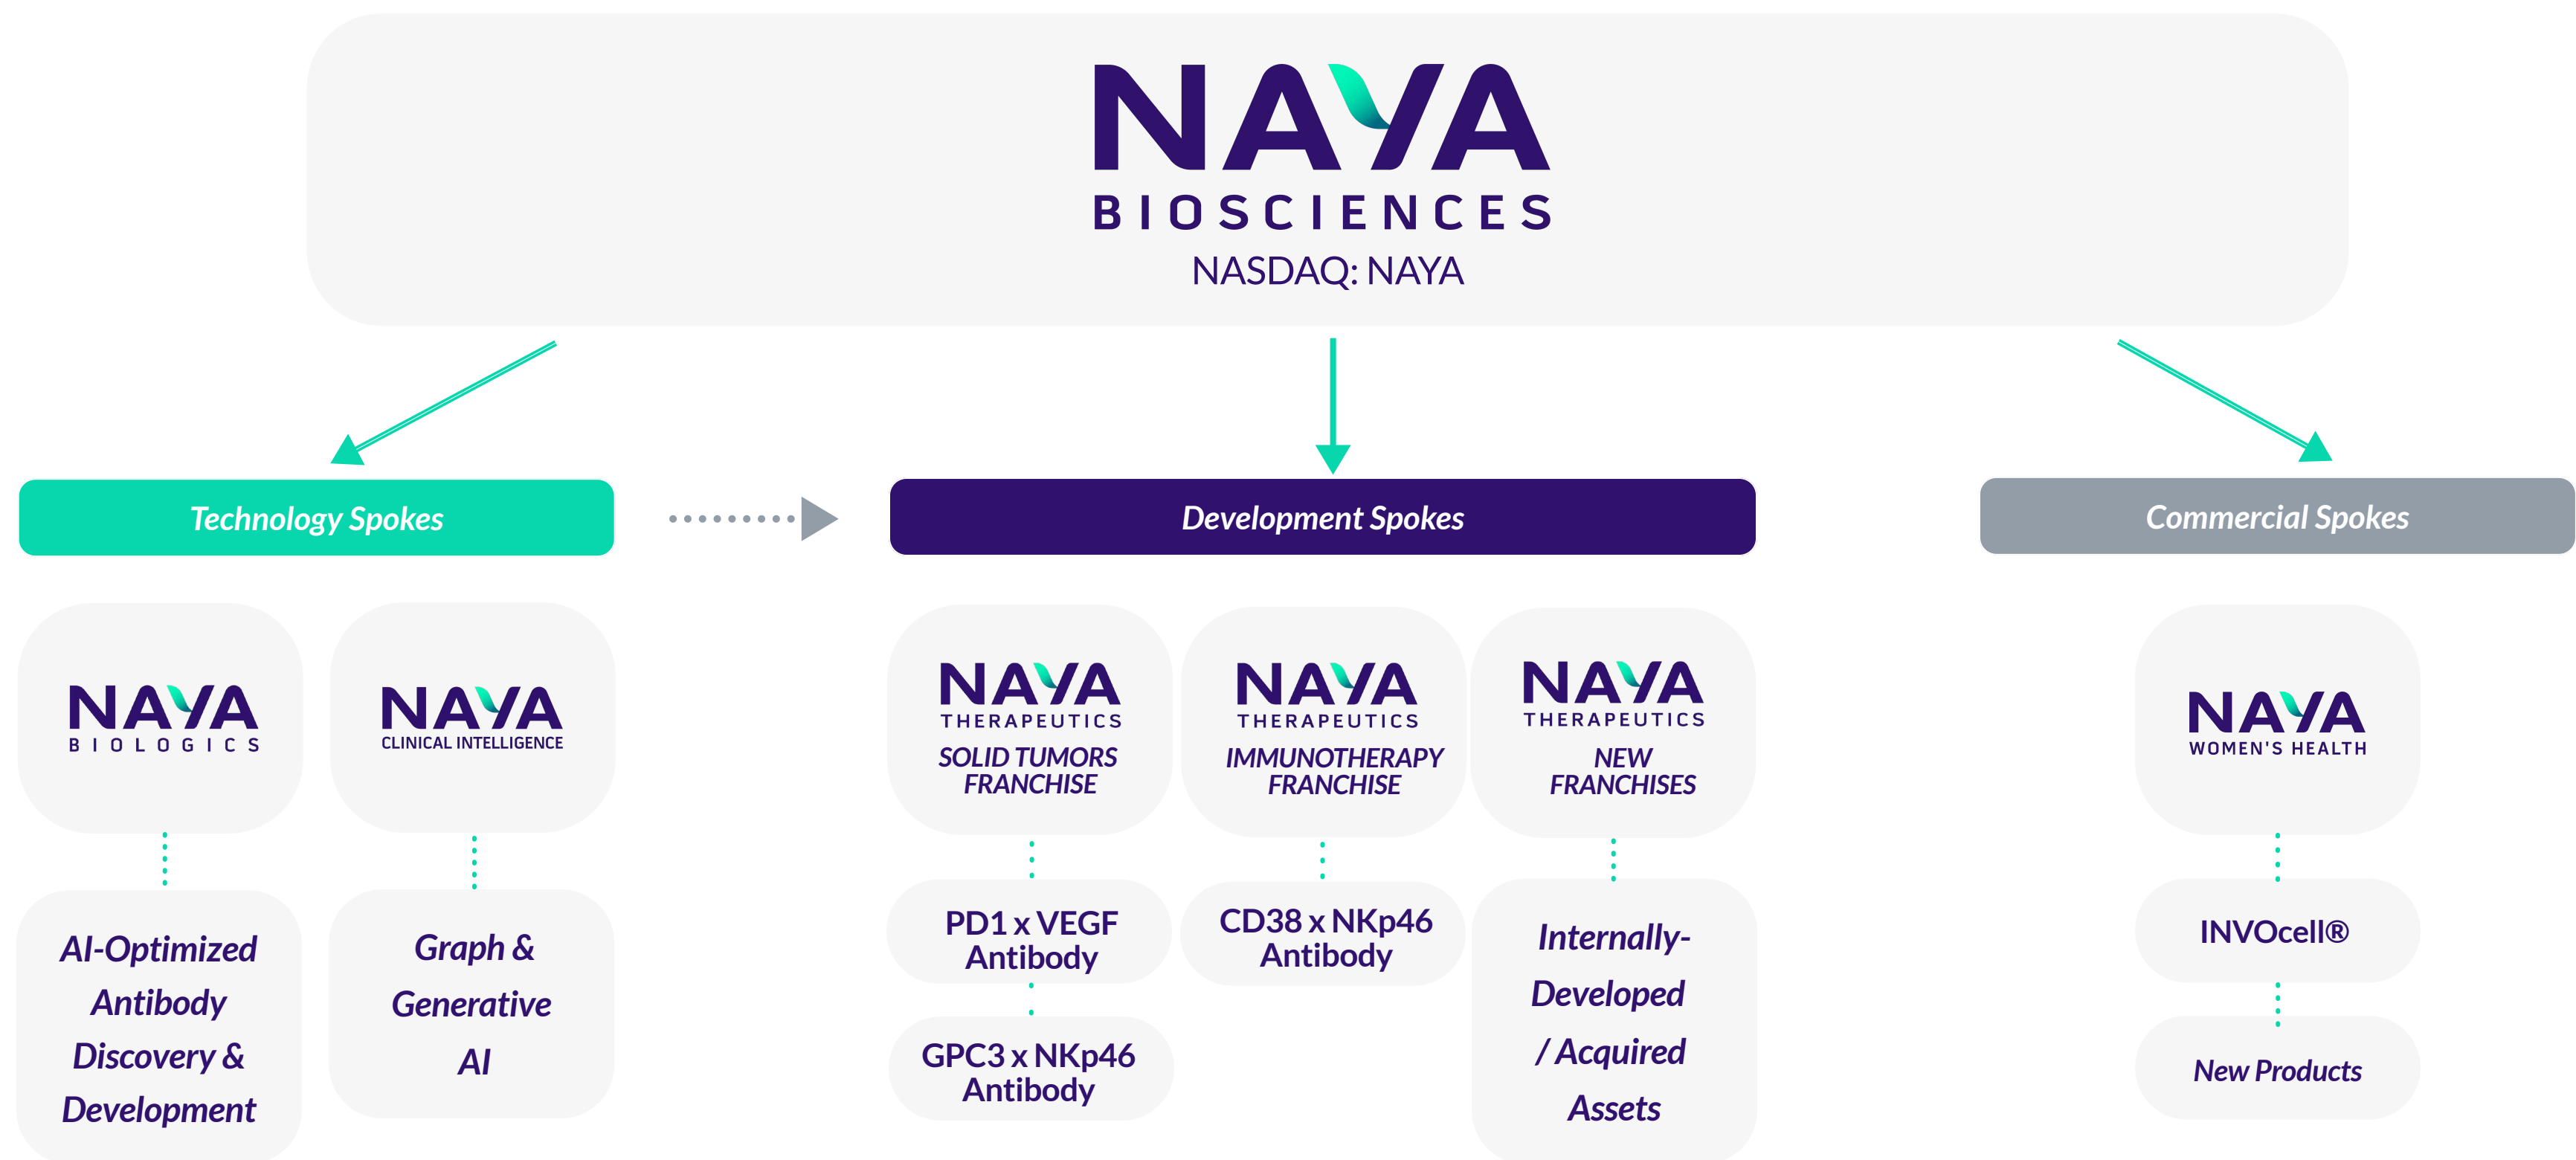 NAYA
BIOSCIENCES
NASDAQ: NAYA
Technology Spokes
Development Spokes
Commercial Spokes
NAYA
BIOLOGICS
AI-Optimized
Antibody
Discovery &
Development
NAYA
CLINICAL INTELLIGENCE
Graph &
Generative
AI
NAYA
THERAPEUTICS
SOLID TUMORS
FRANCHISE
PD1 x VEGF
Antibody
GPC3 x NKp46
Antibody
NAYA
THERAPEUTICS
IMMUNOTHERAPY
FRANCHISE
CD38 x NKp46
Antibody
NAYA
THERAPEUTICS
NEW
FRANCHISES
Internally-
Developed
/ Acquired
Assets
NAYA
WOMEN'S HEALTH
INVOcell®
New Products